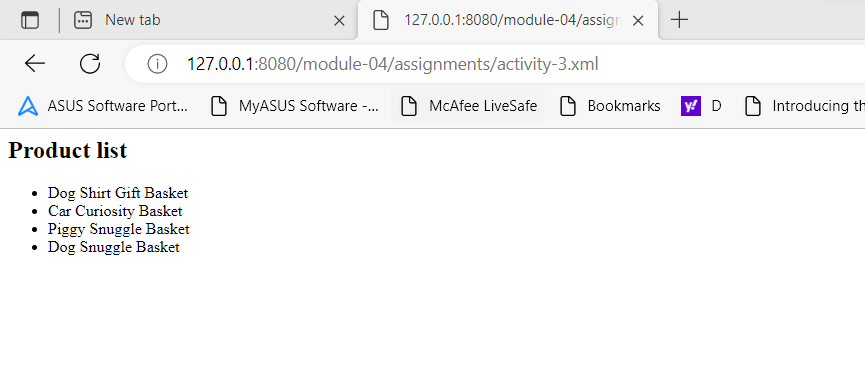 New tab
127.0.0.1:8080/module-04/assign
127.0.0.1:8080/module-04/assignments/activity-3.xml
ASUS Software Port... MyASUS Software -... McAfee LiveSafe Bookmarks y! D Introducing th
Product list
Dog Shirt Gift Basket
Car Curiosity Basket
Piggy Snuggle Basket
Dog Snuggle Basket